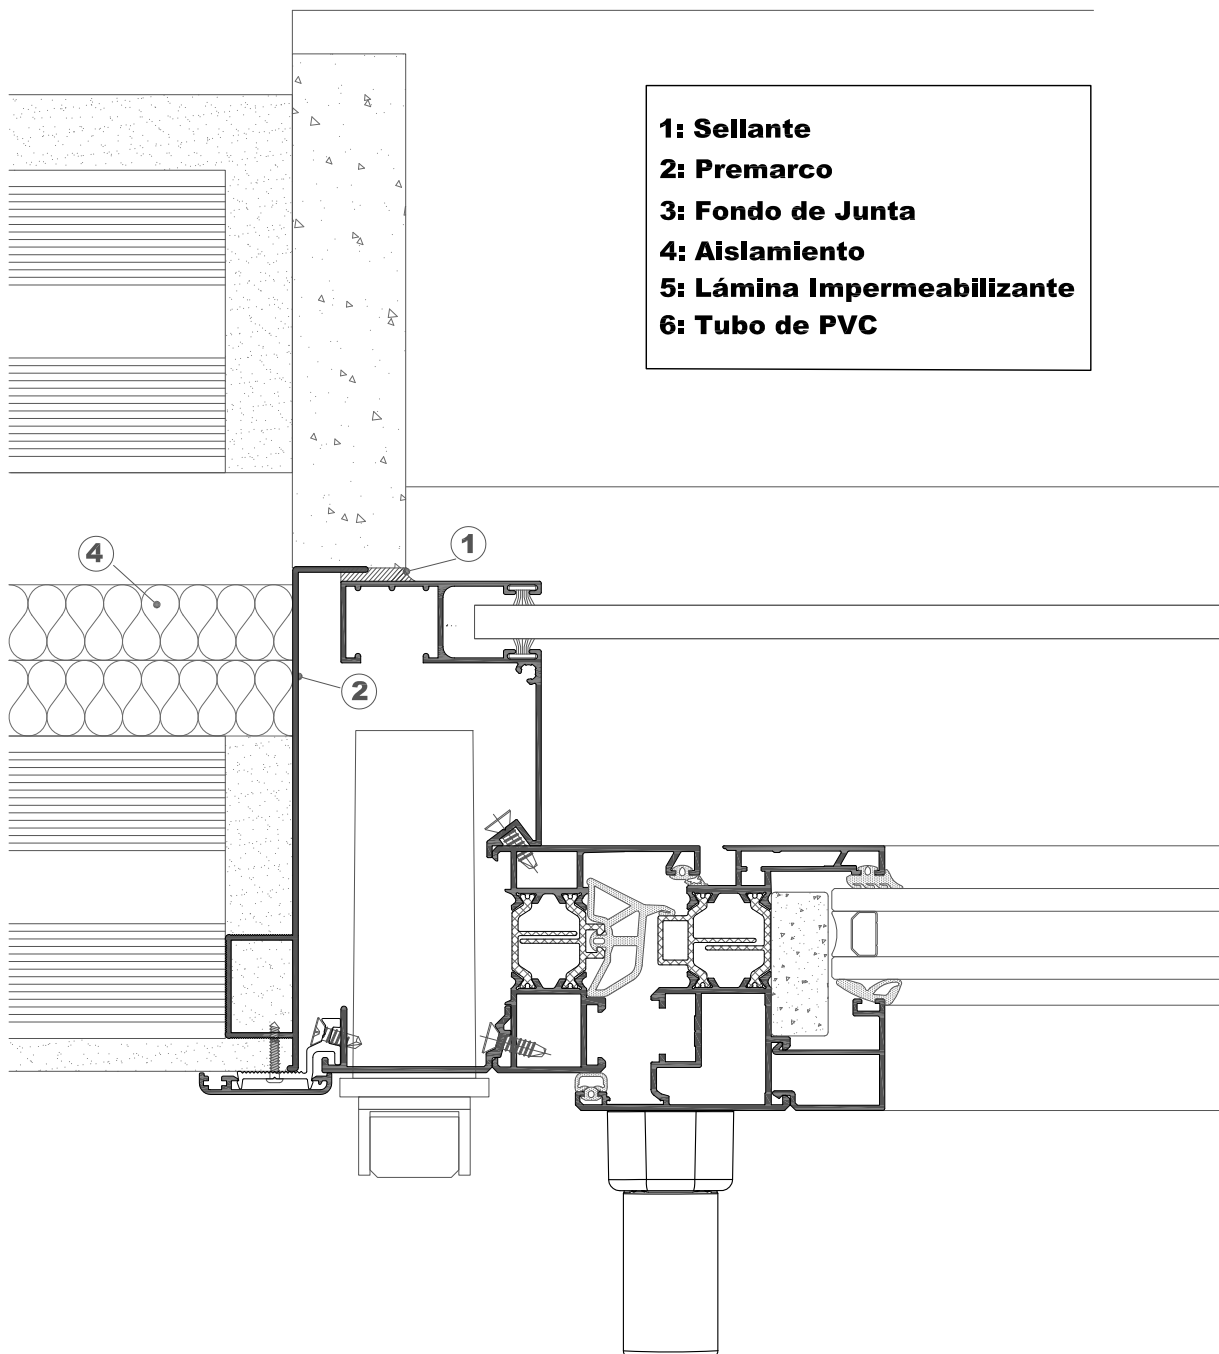 1: Sellante
2: Premarco
3: Fondo de Junta
4: Aislamiento
5: Lámina Impermeabilizante
6: Tubo de PVC
4
1
2